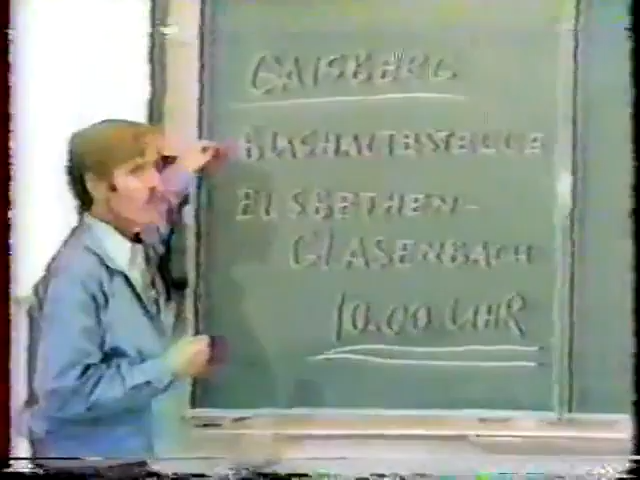 GAISBERG
BUSHALTESTELLE
ELSBETHEN-
GLASENBACH
10.00 UHR